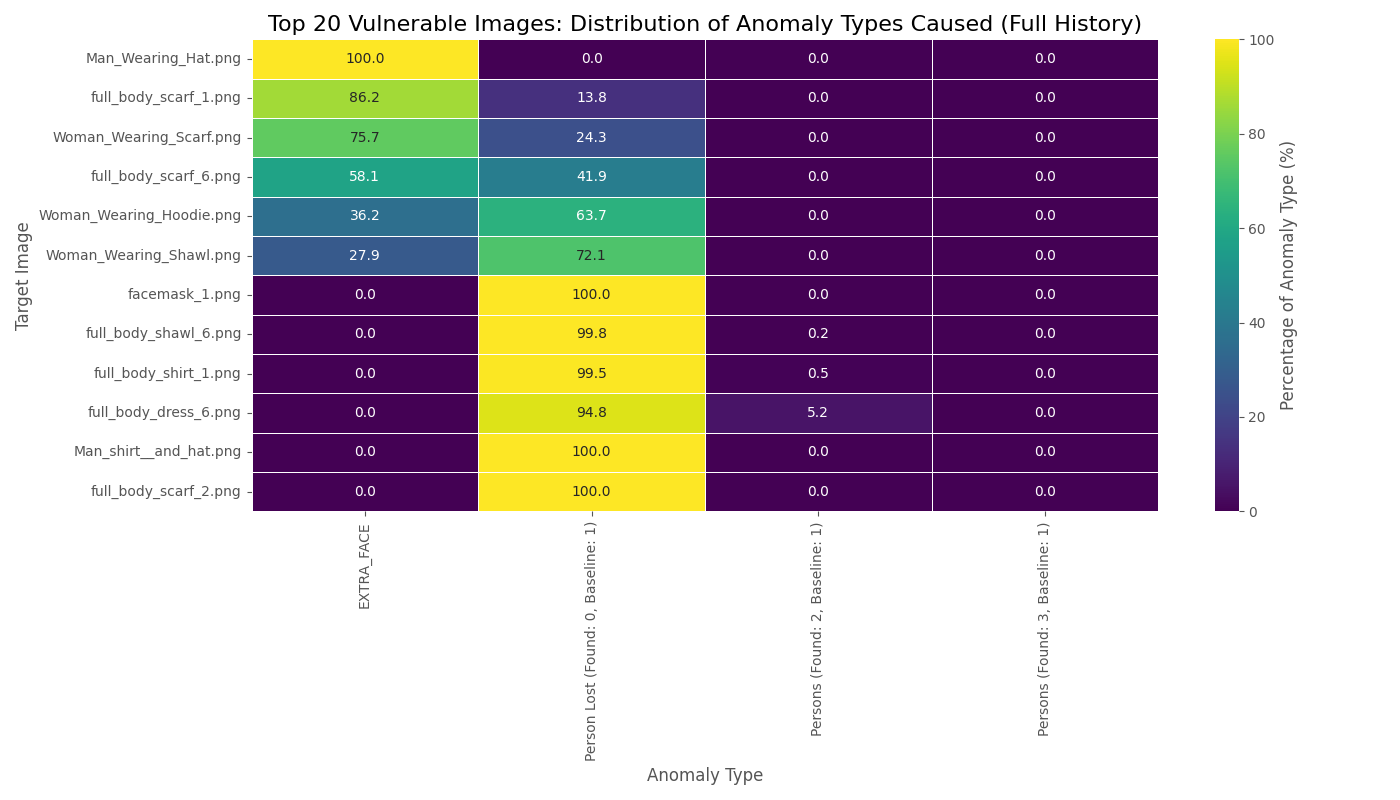 Top 20 Vulnerable Images: Distribution of Anomaly Types Caused (Full History)
Target Image
Man_Wearing_Hat.png 100.0 0.0 0.0 0.0
full_body_scarf_1.png 86.2 13.8 0.0 0.0
Woman_Wearing_Scarf.png 75.7 24.3 0.0 0.0
full_body_scarf_6.png 58.1 41.9 0.0 0.0
Woman_Wearing_Hoodie.png 36.2 63.7 0.0 0.0
Woman_Wearing_Shawl.png 27.9 72.1 0.0 0.0
facemask_1.png 0.0 100.0 0.0 0.0
full_body_shawl_6.png 0.0 99.8 0.2 0.0
full_body_shirt_1.png 0.0 99.5 0.5 0.0
full_body_dress_6.png 0.0 94.8 5.2 0.0
Man_shirt__and_hat.png 0.0 100.0 0.0 0.0
full_body_scarf_2.png 0.0 100.0 0.0 0.0
EXTRA_FACE
Person Lost (Found: 0, Baseline: 1)
Persons (Found: 2, Baseline: 1)
Persons (Found: 3, Baseline: 1)
Anomaly Type
100
80
60
40
20
0
Percentage of Anomaly Type (%)